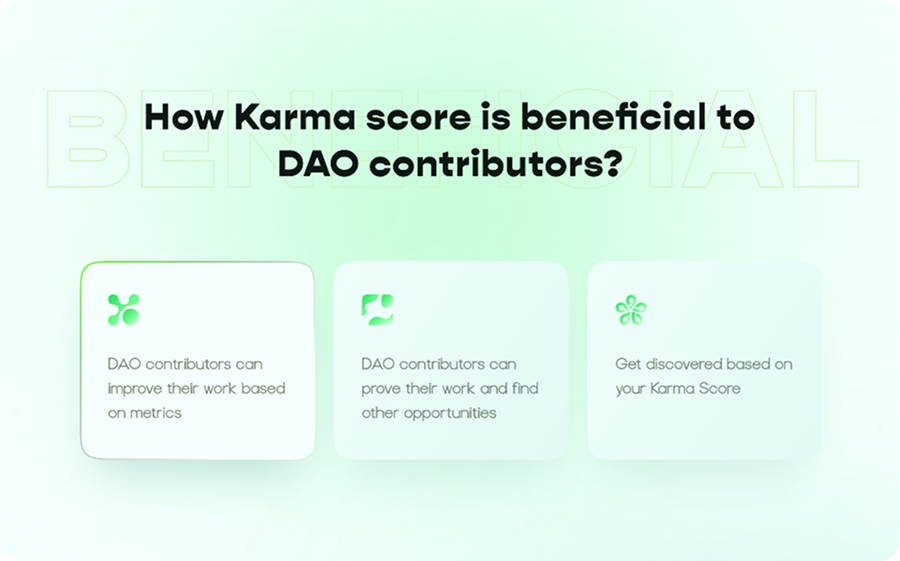 BENEFICIAL
How Karma score is beneficial to
DAO contributors?
DAO contributors can
improve their work based
on metrics
DAO contributors can
prove their work and find
other opportunities
Get discovered based on
your Karma Score